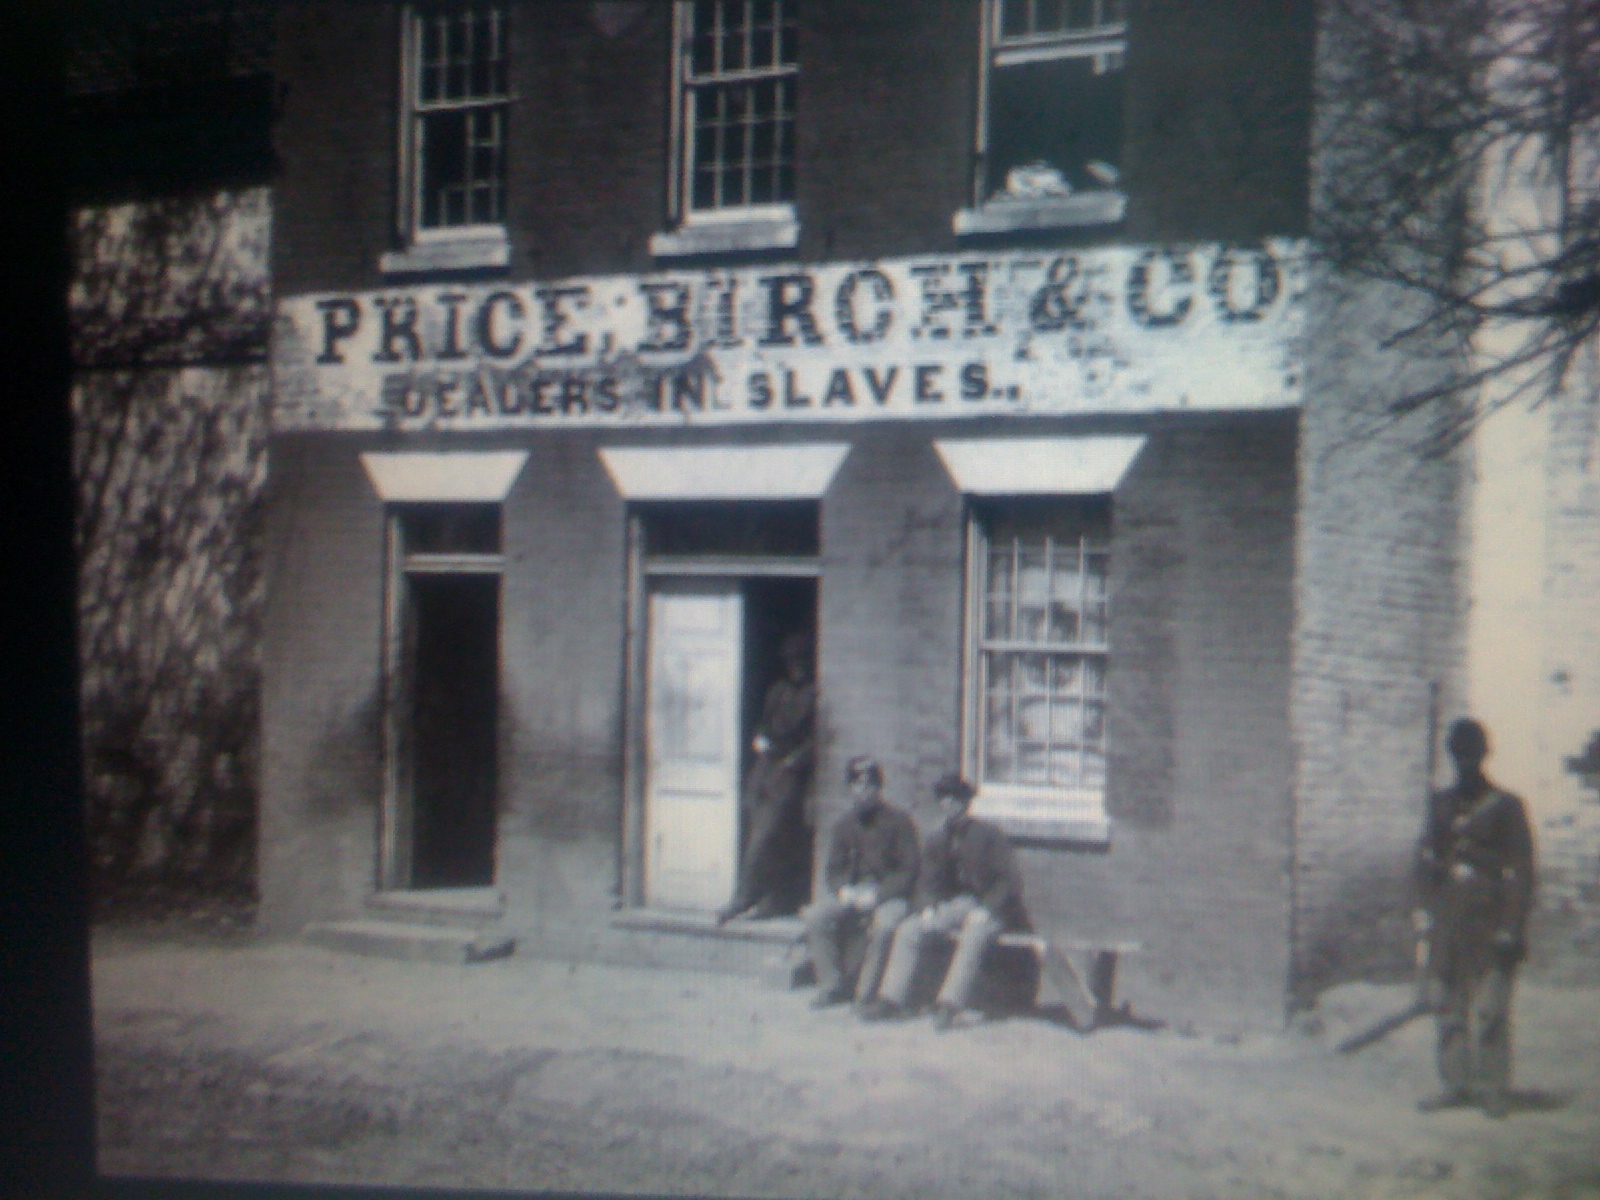 PRICE, BIRCH & CO
DEALERS IN SLAVES.